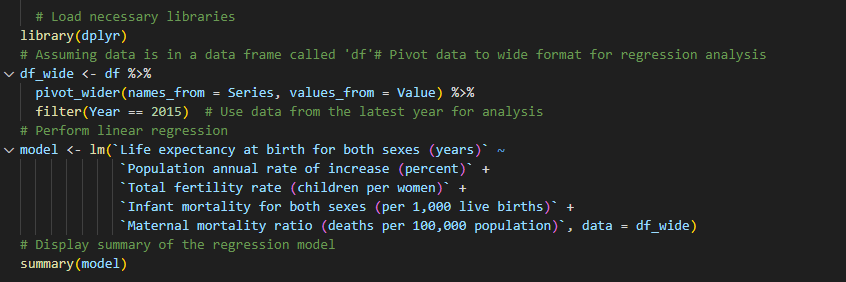 # Load necessary libraries
library(dplyr)
# Assuming data is in a data frame called 'df'# Pivot data to wide format for regression analysis
df_wide <- df %>%
pivot_wider(names_from = Series, values_from = Value) %>%
filter(Year == 2015)  # Use data from the latest year for analysis
# Perform linear regression
model <- lm(`Life expectancy at birth for both sexes (years)` ~
`Population annual rate of increase (percent)` +
`Total fertility rate (children per women)` +
`Infant mortality for both sexes (per 1,000 live births)` +
`Maternal mortality ratio (deaths per 100,000 population)`, data = df_wide)
# Display summary of the regression model
summary(model)